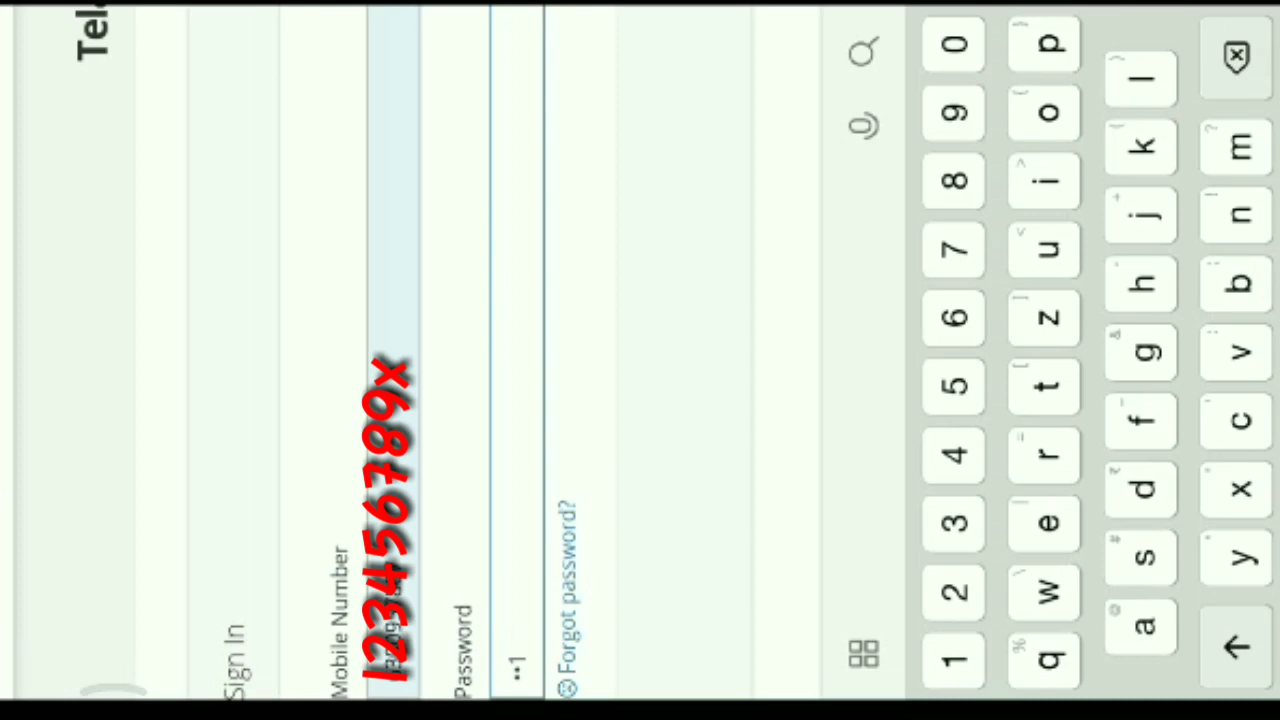 Tel
Sign In
Mobile Number
123456789x
Password
••1
Forgot password?
1 2 3 4 5 6 7 8 9 0
q w e r t z u i o p
a s d f g h j k l
y x c v b n m